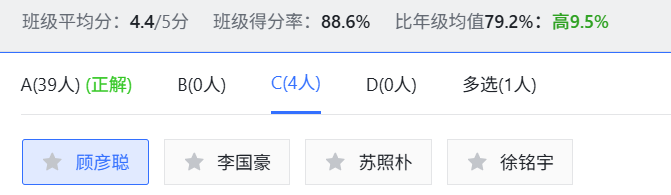 班级平均分：4.4/5分 班级得分率：88.6% 比年级均值79.2%：高9.5%
A(39人) (正解) B(0人) C(4人) D(0人) 多选(1人)
顾彦聪 李国豪 苏照朴 徐铭宇